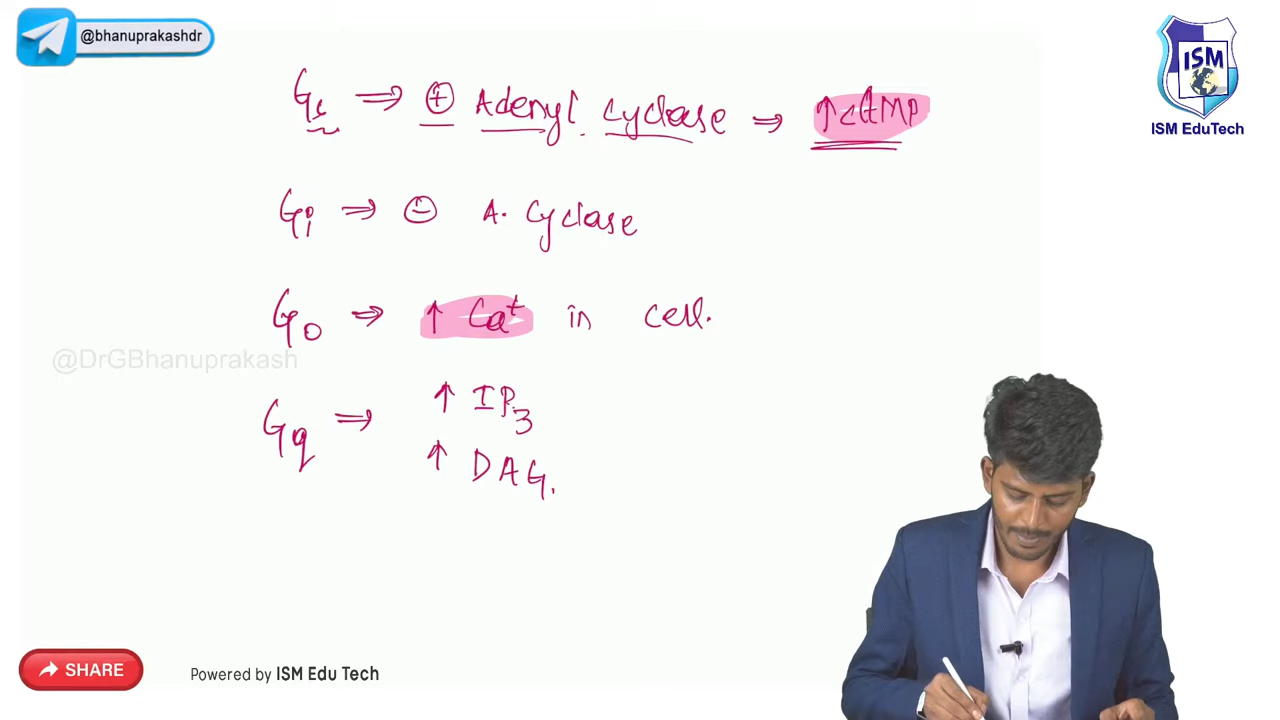 @bhanuprakashdr
Gs ⇒ ⊕ Adenyl cyclase ⇒ ↑cAMP
ISM
ISM EduTech
Gi ⇒ ⊖ A. Cyclase
Go ⇒ ↑ Ca+ in cell.
@DrGBhanuprakash
Gq ⇒ ↑ IP3
↑ DAG.
SHARE
Powered by ISM Edu Tech